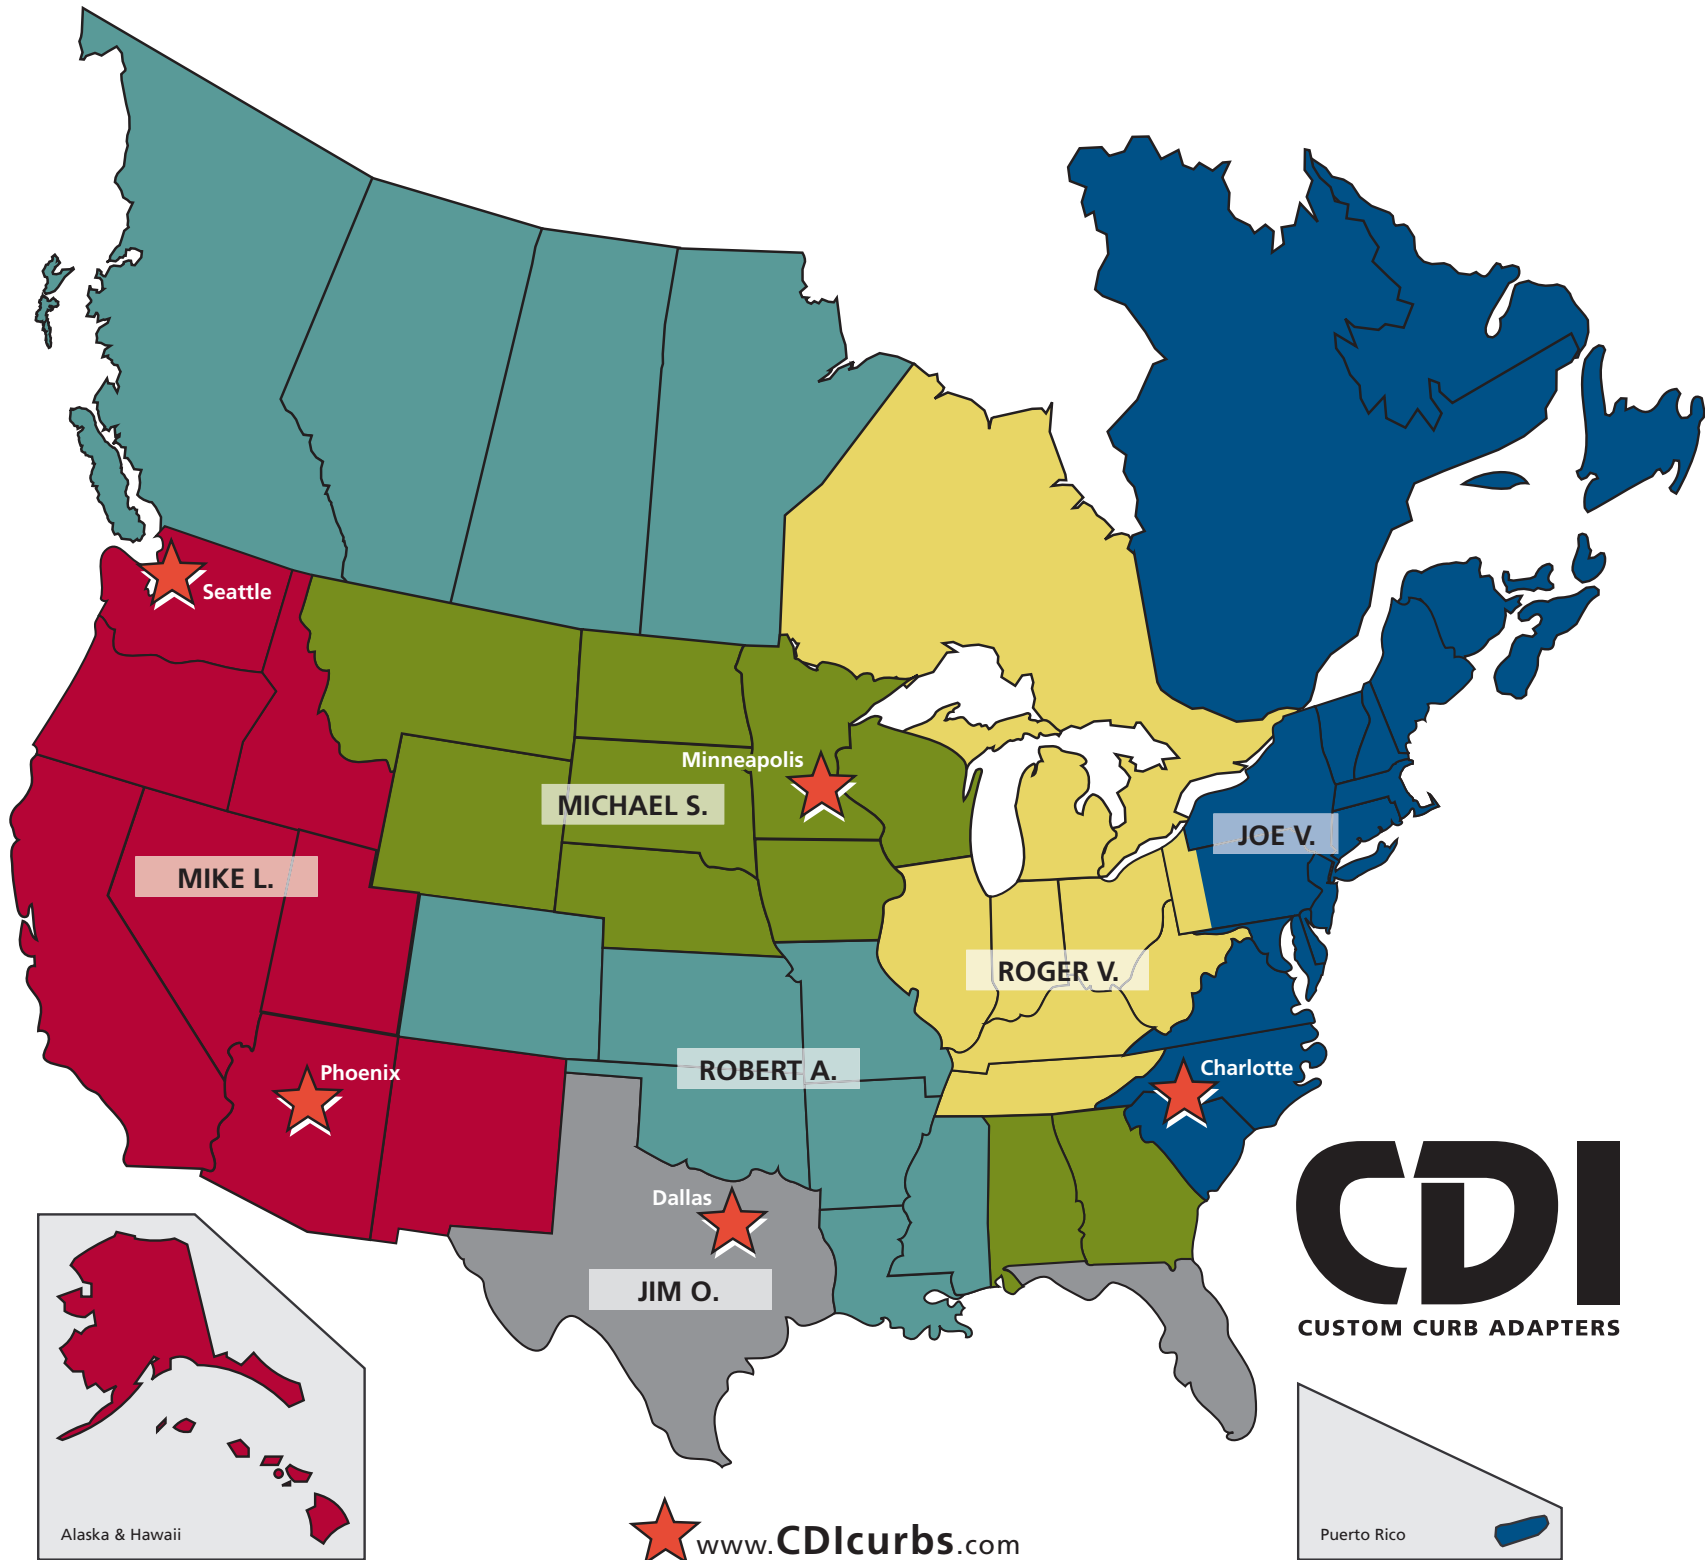 Seattle
Minneapolis
MICHAEL S.
JOE V.
MIKE L.
ROGER V.
Phoenix
ROBERT A.
Charlotte
Dallas
JIM O.
CDI
CUSTOM CURB ADAPTERS
Alaska & Hawaii
Puerto Rico
www.CDIcurbs.com